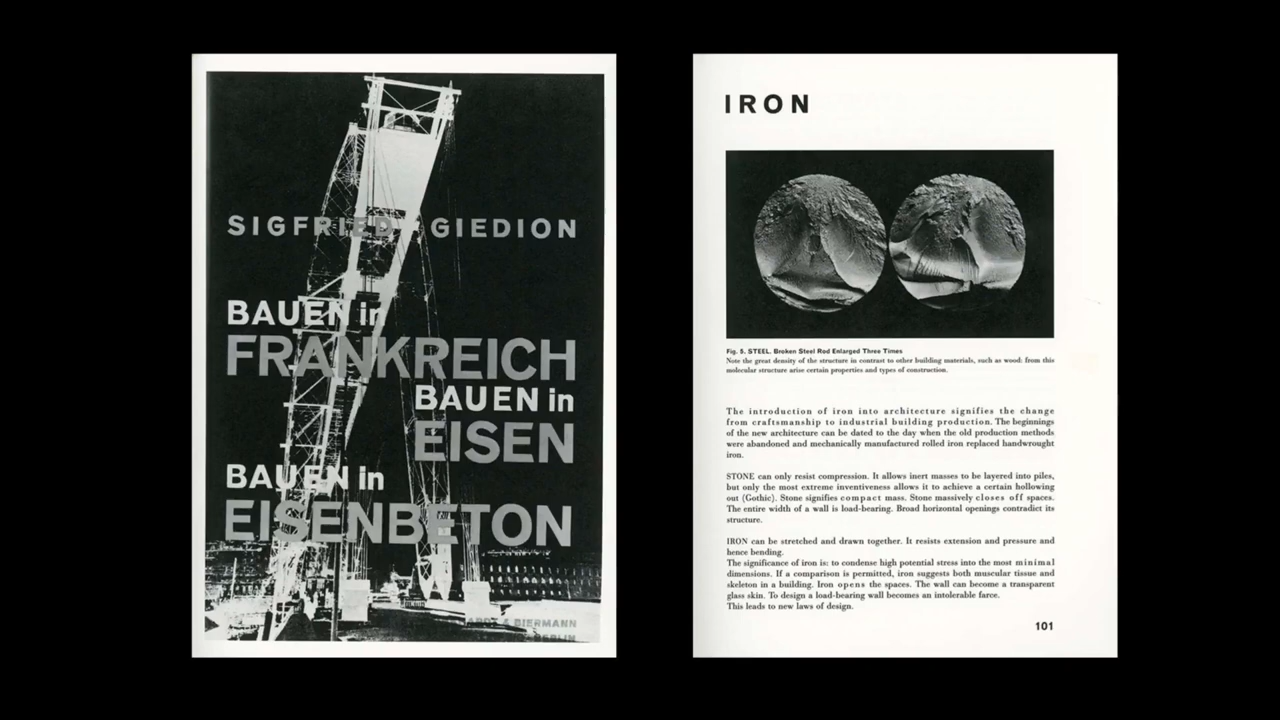 SIGFRIED GIEDION
BAUEN in
FRANKREICH
BAUEN in
EISEN
BAUEN in
EISENBETON
& BIERMANN
BERLIN
IRON
Fig. 5. STEEL. Broken Steel Rod Enlarged Three Times
Note the great density of the structure in contrast to other building materials, such as wood: from this
molecular structure arise certain properties and types of construction.
The introduction of iron into architecture signifies the change
from craftsmanship to industrial building production. The beginnings
of the new architecture can be dated to the day when the old production methods
were abandoned and mechanically manufactured rolled iron replaced handwrought
iron.
STONE can only resist compression. It allows inert masses to be layered into piles,
but only the most extreme inventiveness allows it to achieve a certain hollowing
out (Gothic). Stone signifies compact mass. Stone massively closes off spaces.
The entire width of a wall is load-bearing. Broad horizontal openings contradict its
structure.
IRON can be stretched and drawn together. It resists extension and pressure and
hence bending.
The significance of iron is: to condense high potential stress into the most minimal
dimensions. If a comparison is permitted, iron suggests both muscular tissue and
skeleton in a building. Iron opens the spaces. The wall can become a transparent
glass skin. To design a load-bearing wall becomes an intolerable farce.
This leads to new laws of design.
101